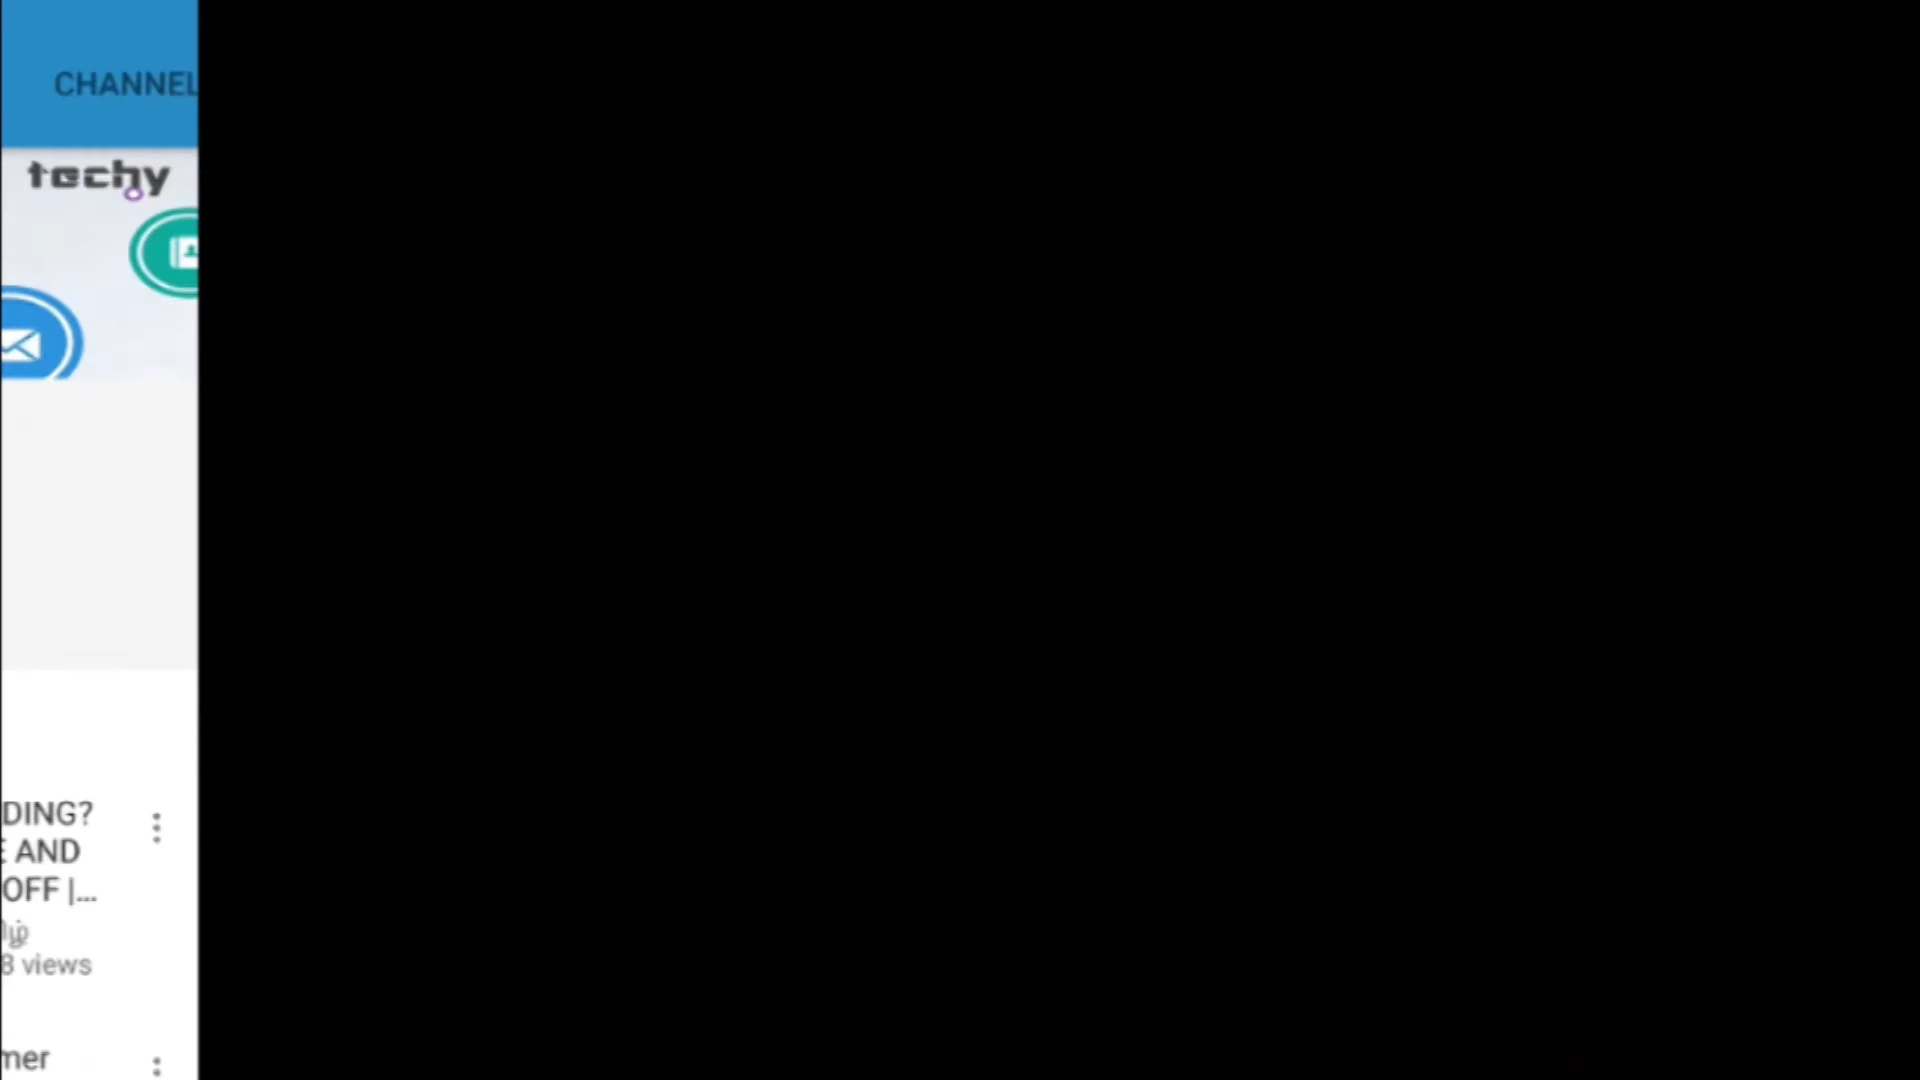 CHANNEL
techy
DING?
E AND
OFF |...
ழ்
8 views
mer